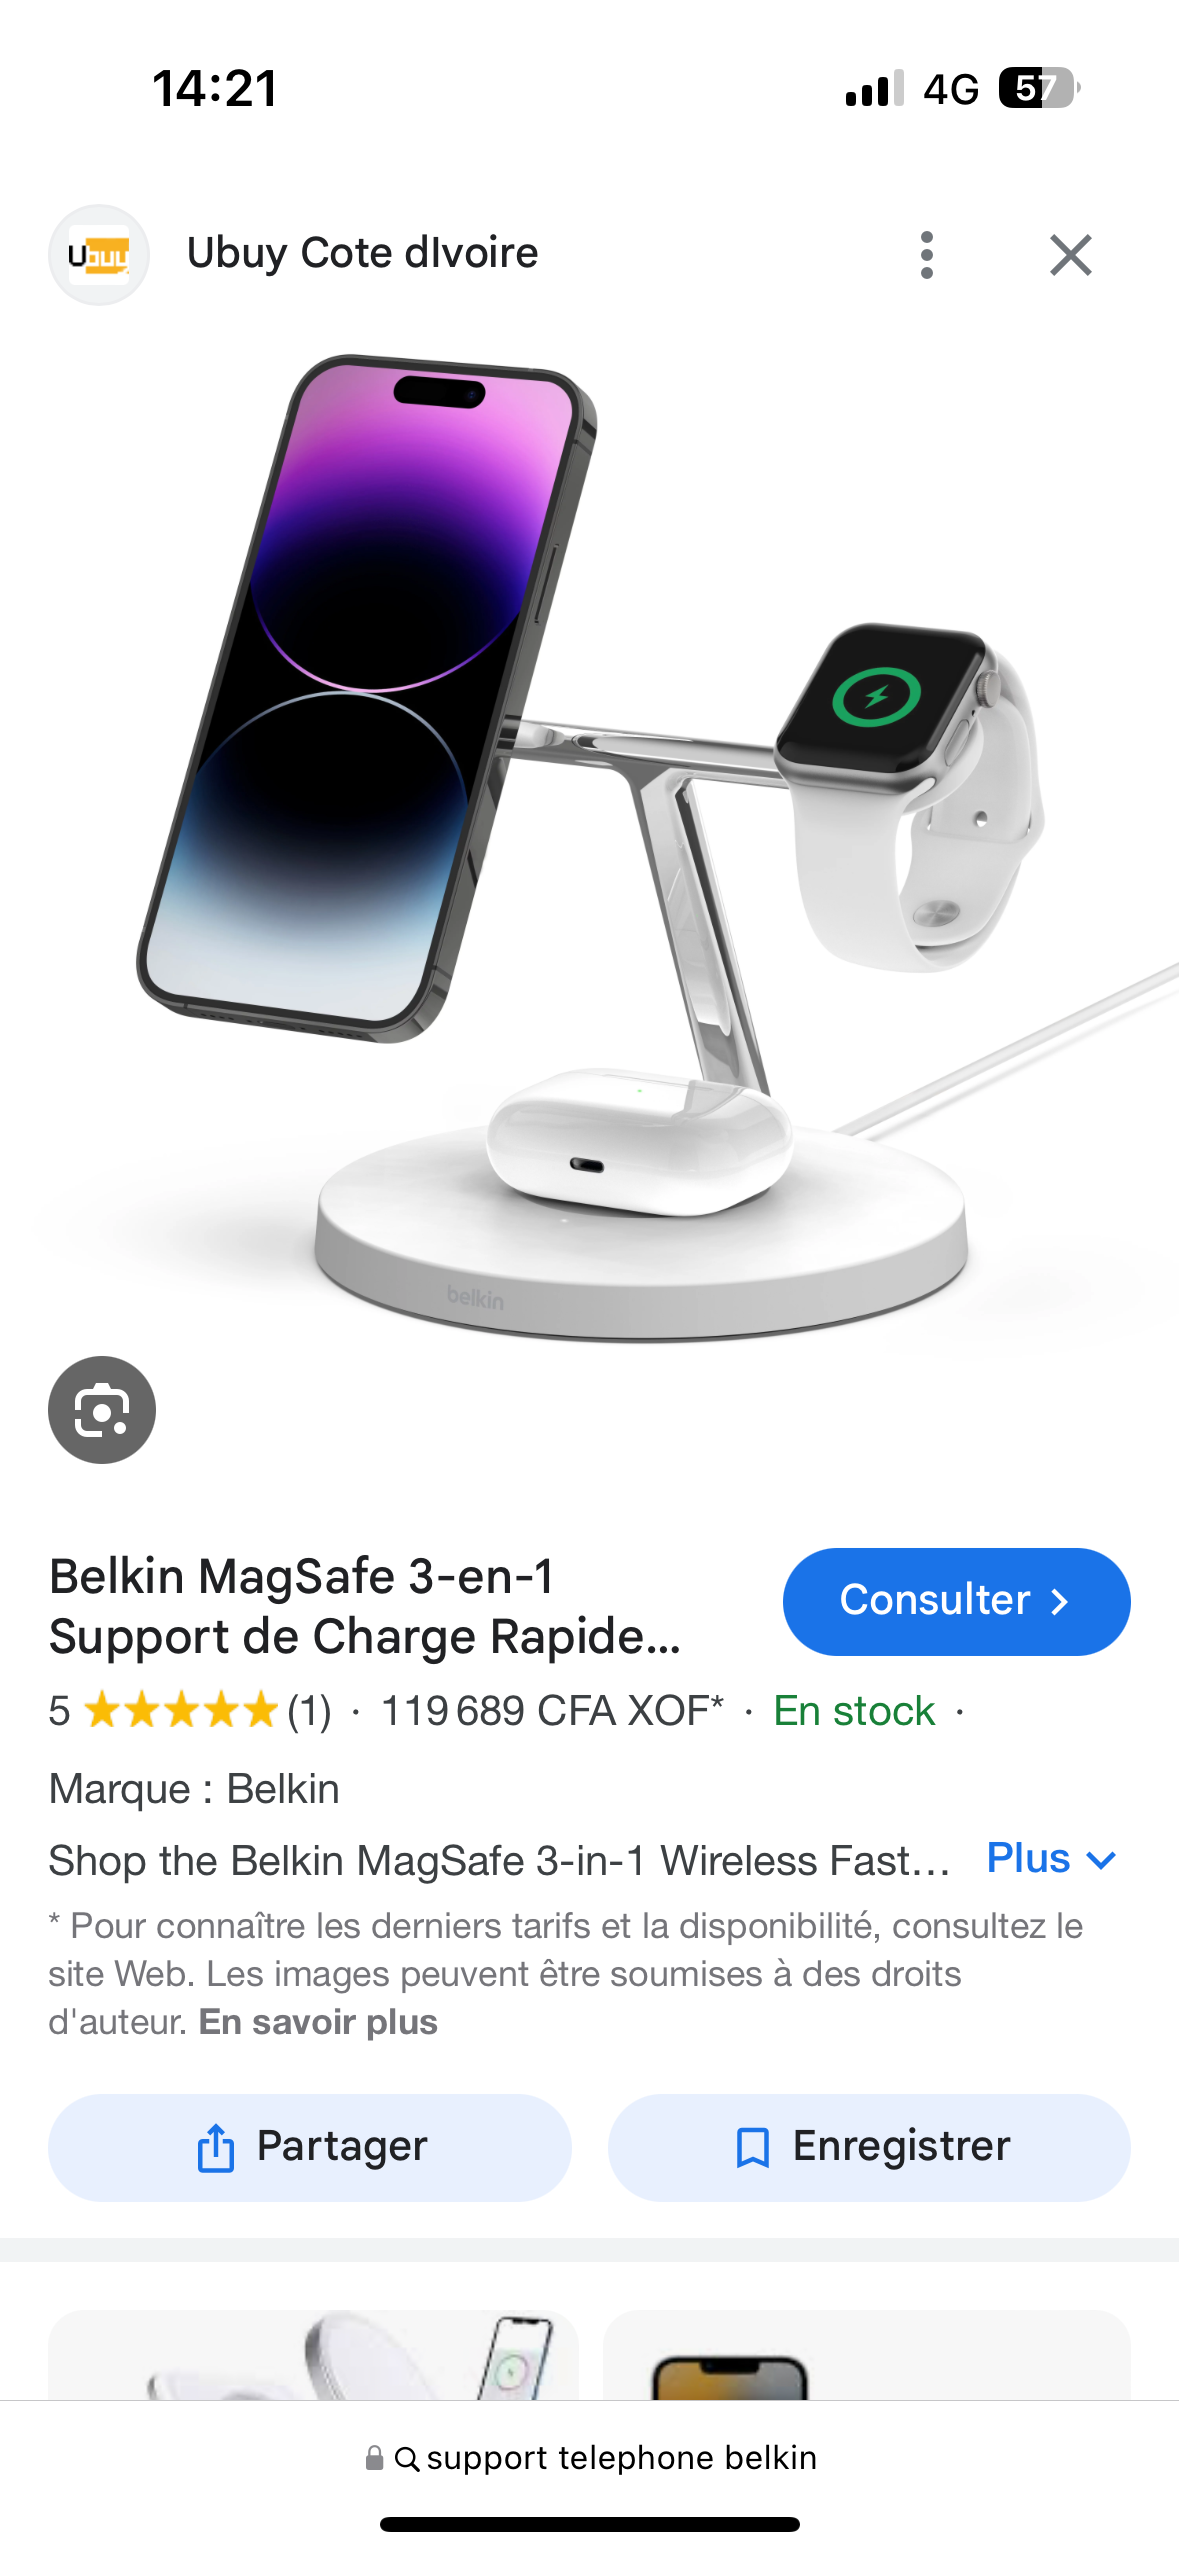 14:21
4G 57
Ubuy
Ubuy Cote dIvoire
belkin
Belkin MagSafe 3-en-1
Support de Charge Rapide...
Consulter
5 (1) · 119 689 CFA XOF* · En stock ·
Marque : Belkin
Shop the Belkin MagSafe 3-in-1 Wireless Fast... Plus
* Pour connaître les derniers tarifs et la disponibilité, consultez le
site Web. Les images peuvent être soumises à des droits
d'auteur. En savoir plus
Partager
Enregistrer
support telephone belkin